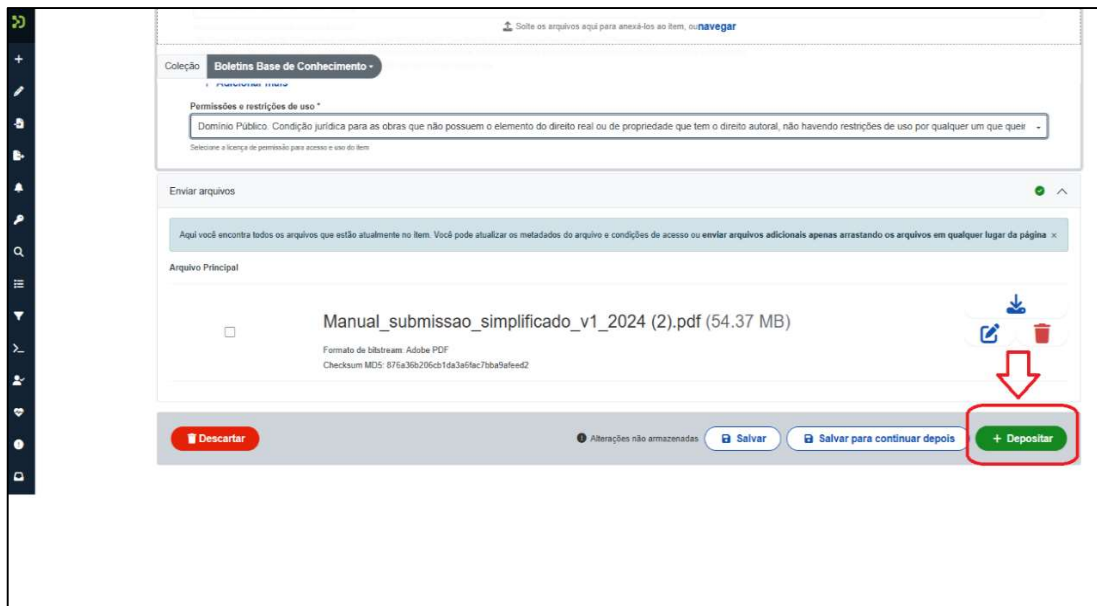 Solte os arquivos aqui para anexá-los ao item, ou navegar
Coleção Boletins Base de Conhecimento
Adicionar mais
Permissões e restrições de uso *
Domínio Público. Condição jurídica para as obras que não possuem o elemento do direito real ou de propriedade que tem o direito autoral, não havendo restrições de uso por qualquer um que queir
Selecione a licença de permissão para acesso e uso do item
Enviar arquivos
Aqui você encontra todos os arquivos que estão atualmente no item. Você pode atualizar os metadados do arquivo e condições de acesso ou enviar arquivos adicionais apenas arrastando os arquivos em qualquer lugar da página ×
Arquivo Principal
Manual_submissao_simplificado_v1_2024 (2).pdf (54.37 MB)
Formato de bitstream: Adobe PDF
Checksum MD5: 876a36b206cb1da3a6fac7bba9afeed2
Descartar
Alterações não armazenadas
Salvar
Salvar para continuar depois
+ Depositar